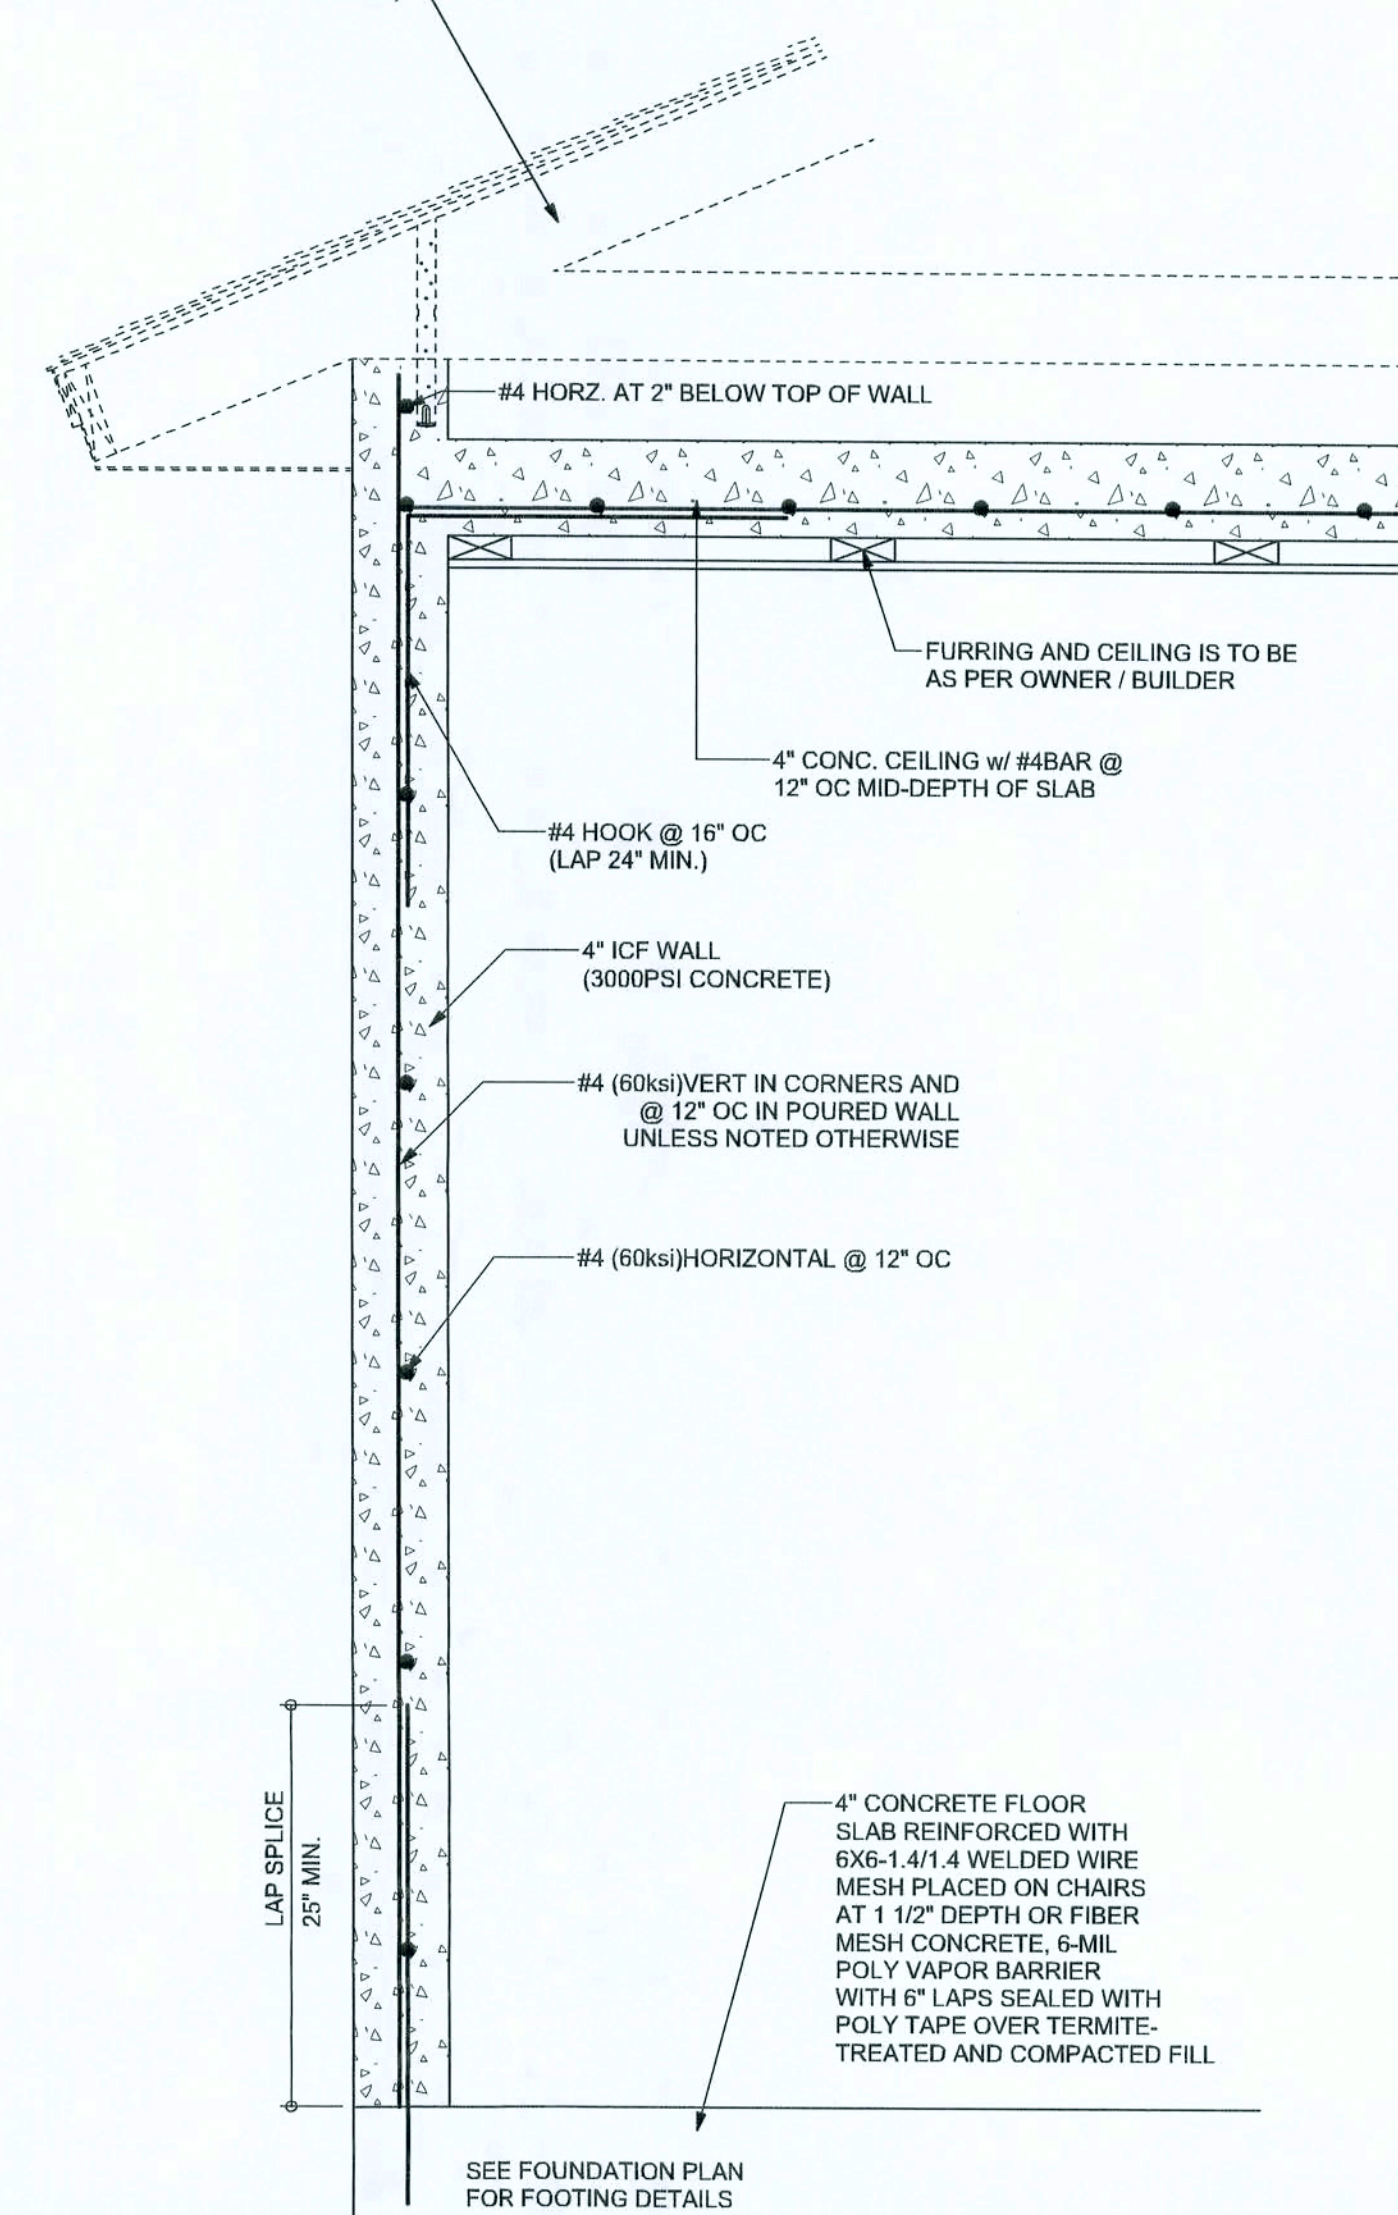 #4 HORZ. AT 2" BELOW TOP OF WALL
FURRING AND CEILING IS TO BE
AS PER OWNER / BUILDER
4" CONC. CEILING w/ #4BAR @
12" OC MID-DEPTH OF SLAB
#4 HOOK @ 16" OC
(LAP 24" MIN.)
4" ICF WALL
(3000PSI CONCRETE)
#4 (60ksi)VERT IN CORNERS AND
@ 12" OC IN POURED WALL
UNLESS NOTED OTHERWISE
#4 (60ksi)HORIZONTAL @ 12" OC
LAP SPLICE
25" MIN.
4" CONCRETE FLOOR
SLAB REINFORCED WITH
6X6-1.4/1.4 WELDED WIRE
MESH PLACED ON CHAIRS
AT 1 1/2" DEPTH OR FIBER
MESH CONCRETE, 6-MIL
POLY VAPOR BARRIER
WITH 6" LAPS SEALED WITH
POLY TAPE OVER TERMITE-
TREATED AND COMPACTED FILL
SEE FOUNDATION PLAN
FOR FOOTING DETAILS